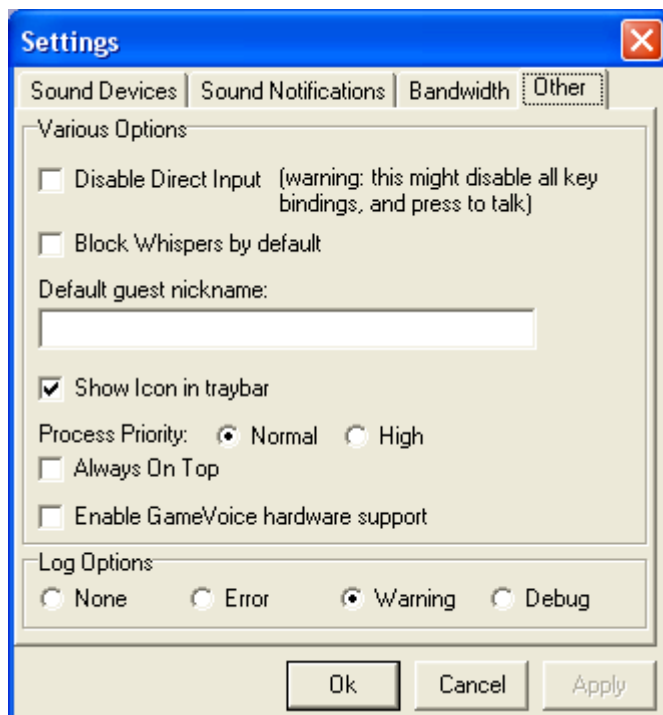 Settings
Sound Devices Sound Notifications Bandwidth Other
Various Options
Disable Direct Input (warning: this might disable all key
bindings, and press to talk)
Block Whispers by default
Default guest nickname:
Show Icon in traybar
Process Priority: Normal High
Always On Top
Enable GameVoice hardware support
Log Options
None Error Warning Debug
Ok Cancel Apply